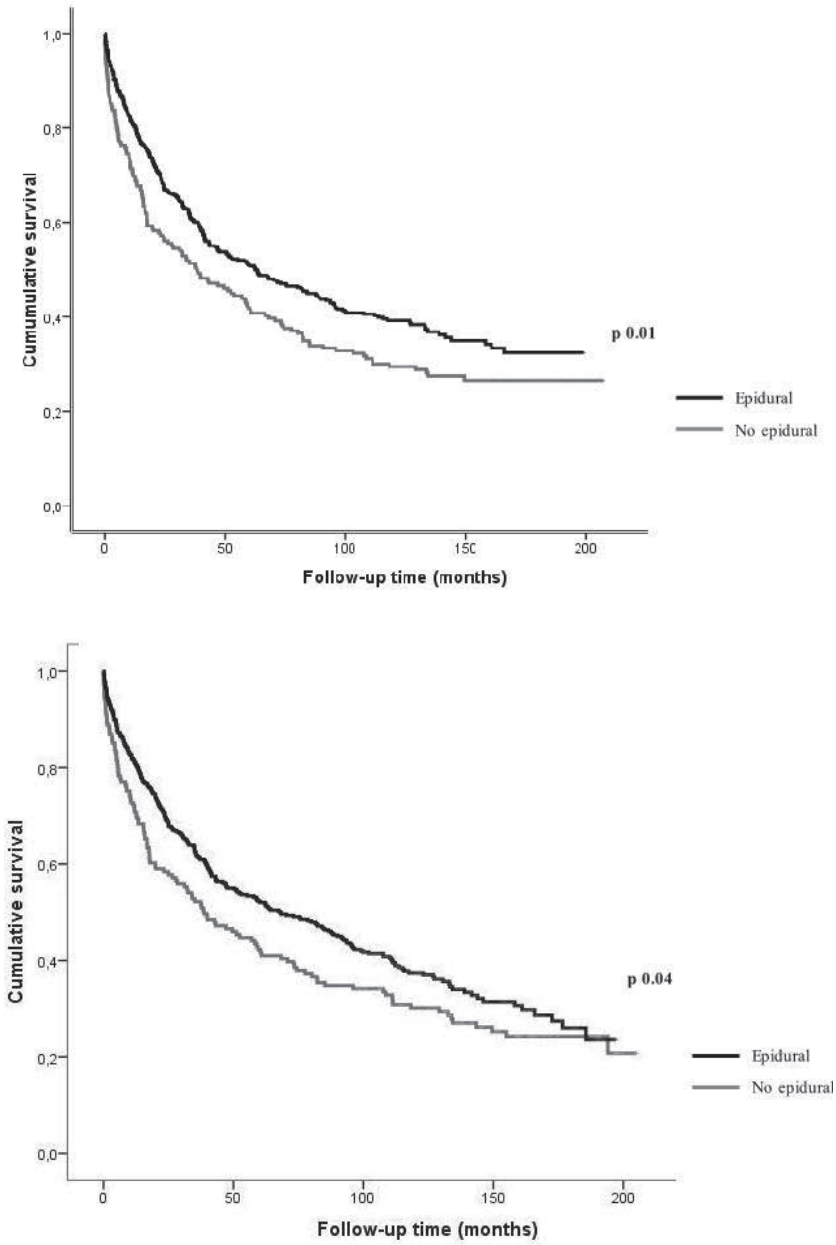 1,0
0,8
0,6
0,4
0,2
0,0
Cumumulative survival
p 0.01
Epidural
No epidural
0 50 100 150 200
Follow-up time (months)
1,0
0,8
0,6
0,4
0,2
0,0
Cumulative survival
p 0.04
Epidural
No epidural
0 50 100 150 200
Follow-up time (months)